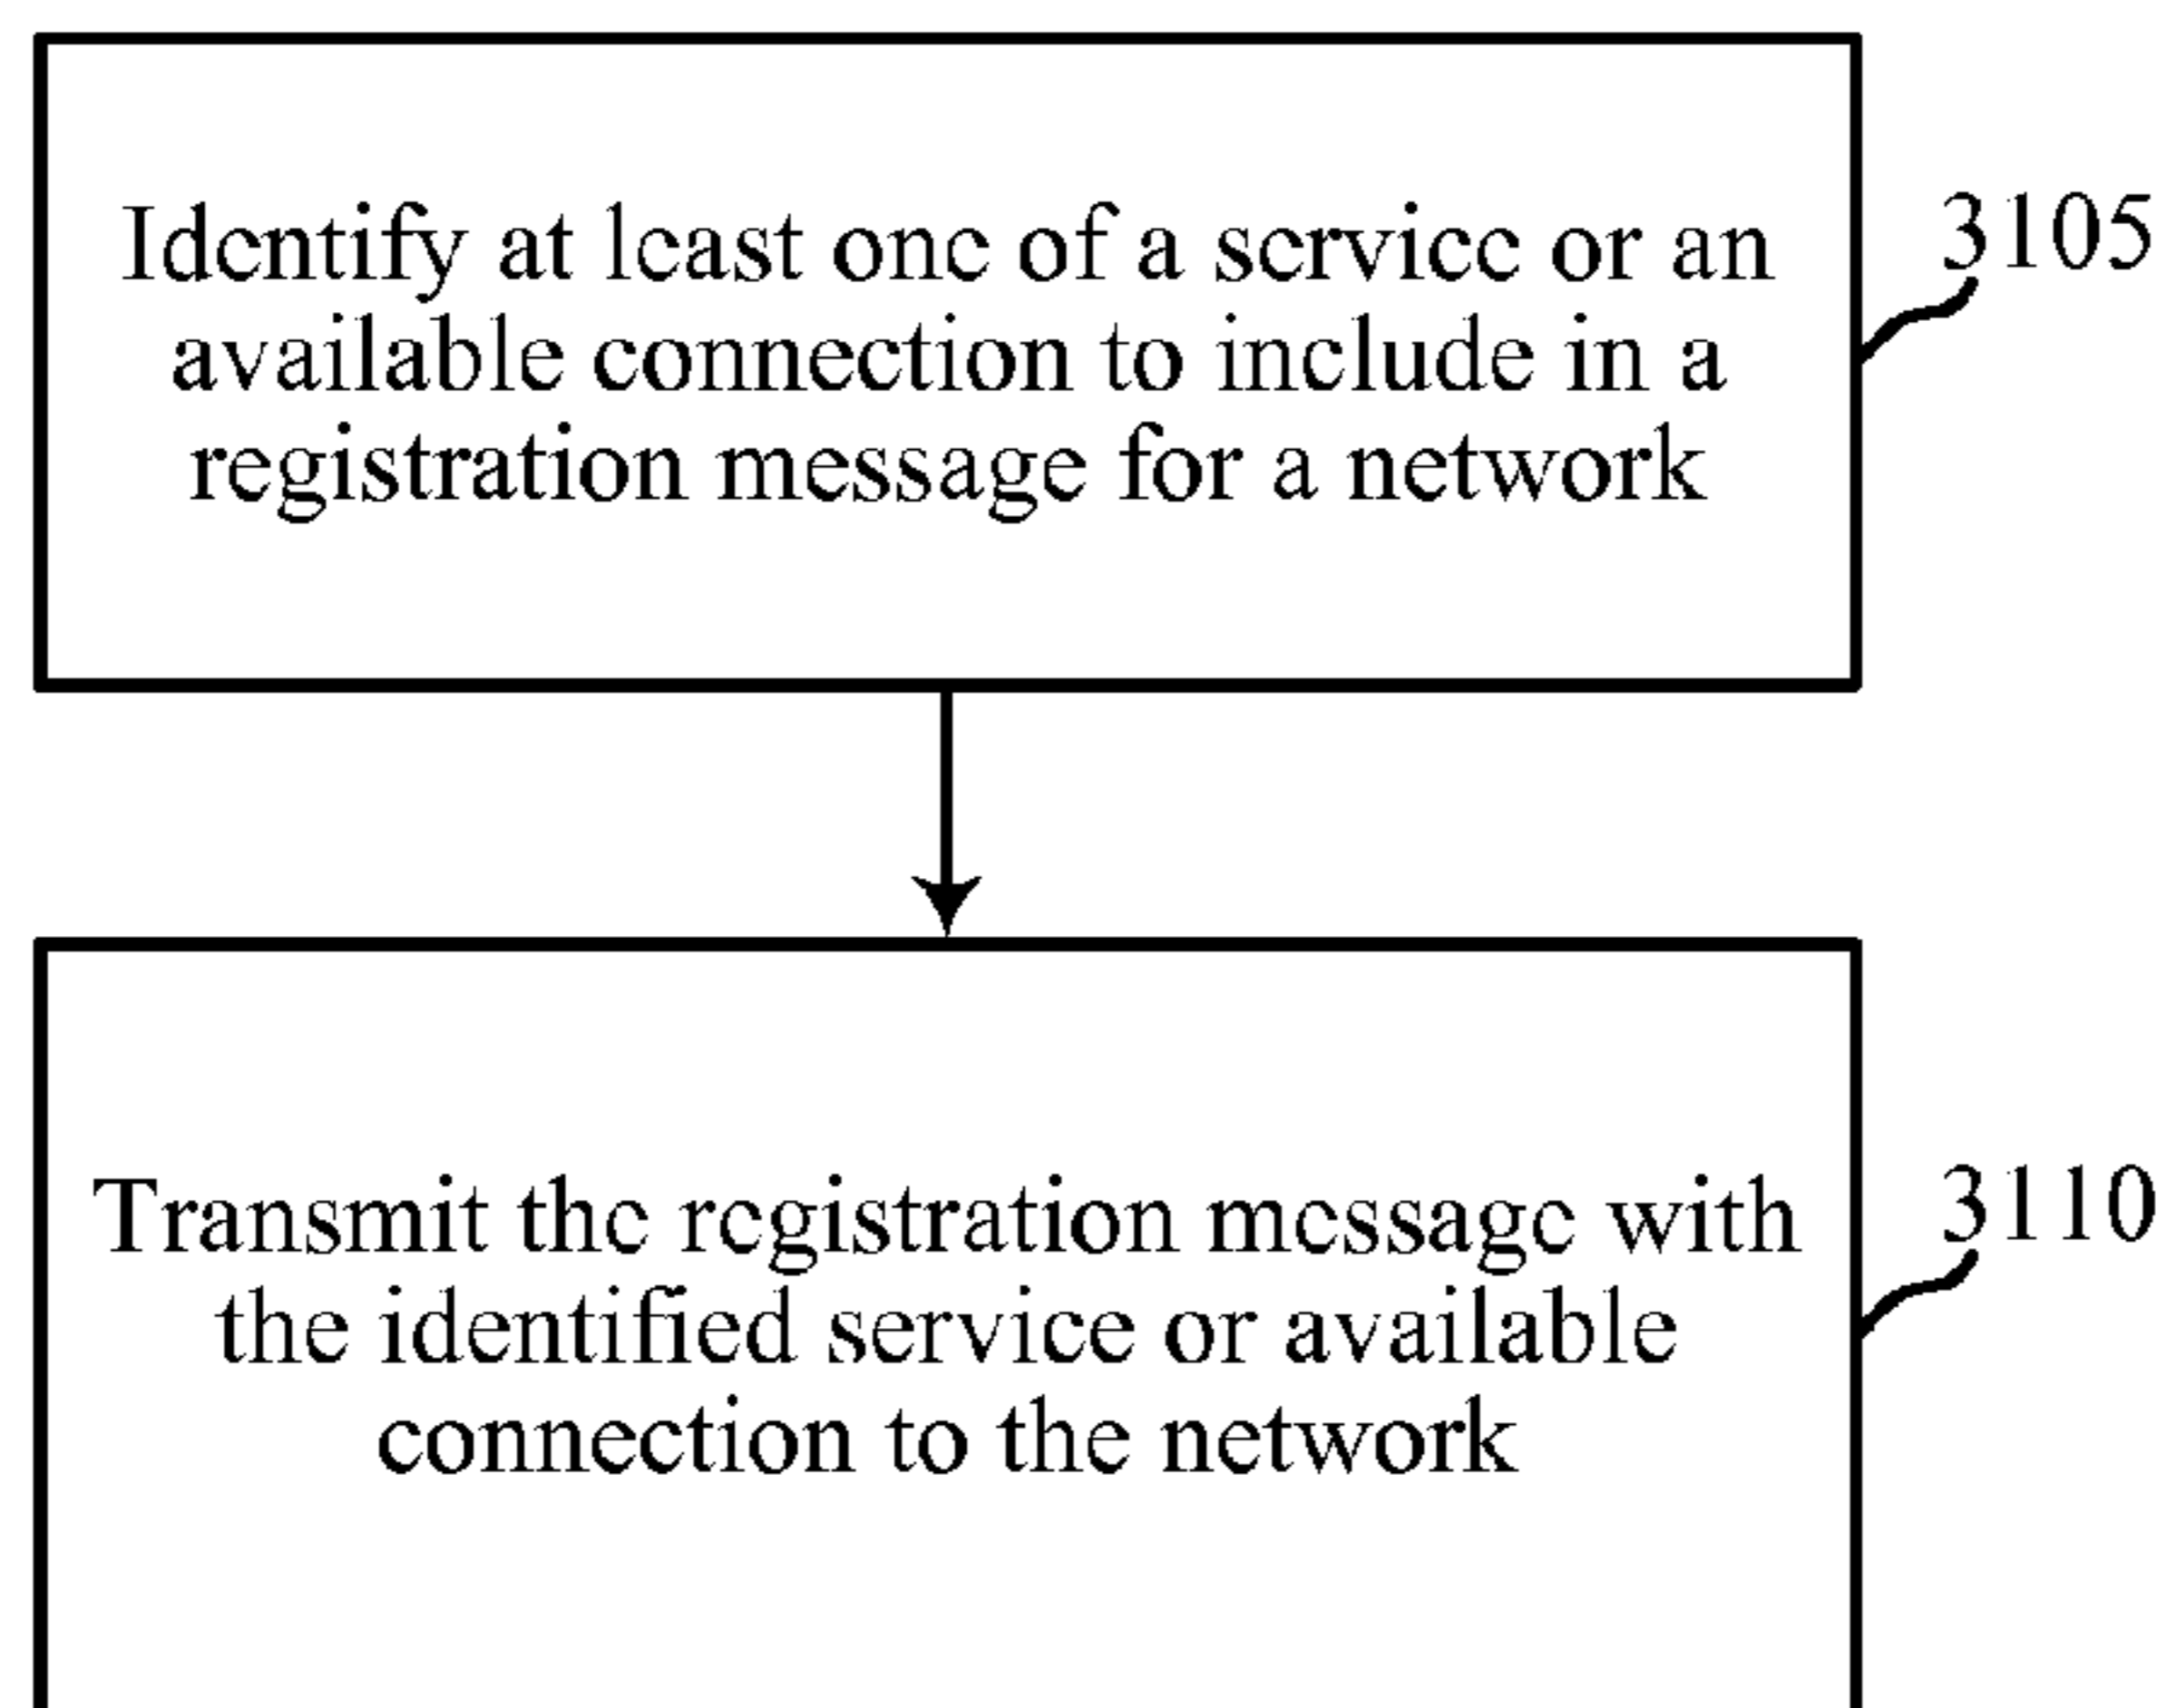 Identify at least one of a service or an
available connection to include in a
registration message for a network
3105
Transmit the registration message with
the identified service or available
connection to the network
3110